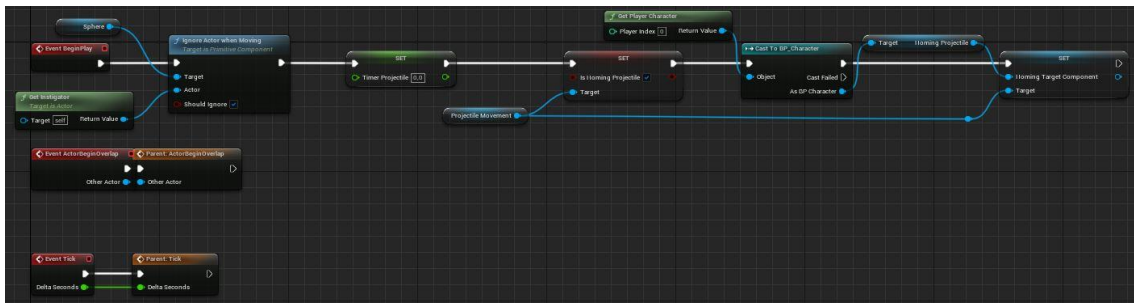 Sphere
Event BeginPlay
Ignore Actor when Moving
Target is Primitive Component
Target
Actor
Should Ignore
Get Instigator
Target is Actor
Target self
Return Value
SET
Timer Projectile 0.0
SET
Is Homing Projectile
Target
Projectile Movement
Get Player Character
Player Index 0
Return Value
Cast To BP_Character
Object
Cast Failed
As BP Character
Target
Homing Projectile
SET
Homing Target Component
Target
Event ActorBeginOverlap
Other Actor
Parent: ActorBeginOverlap
Other Actor
Event Tick
Delta Seconds
Parent: Tick
Delta Seconds